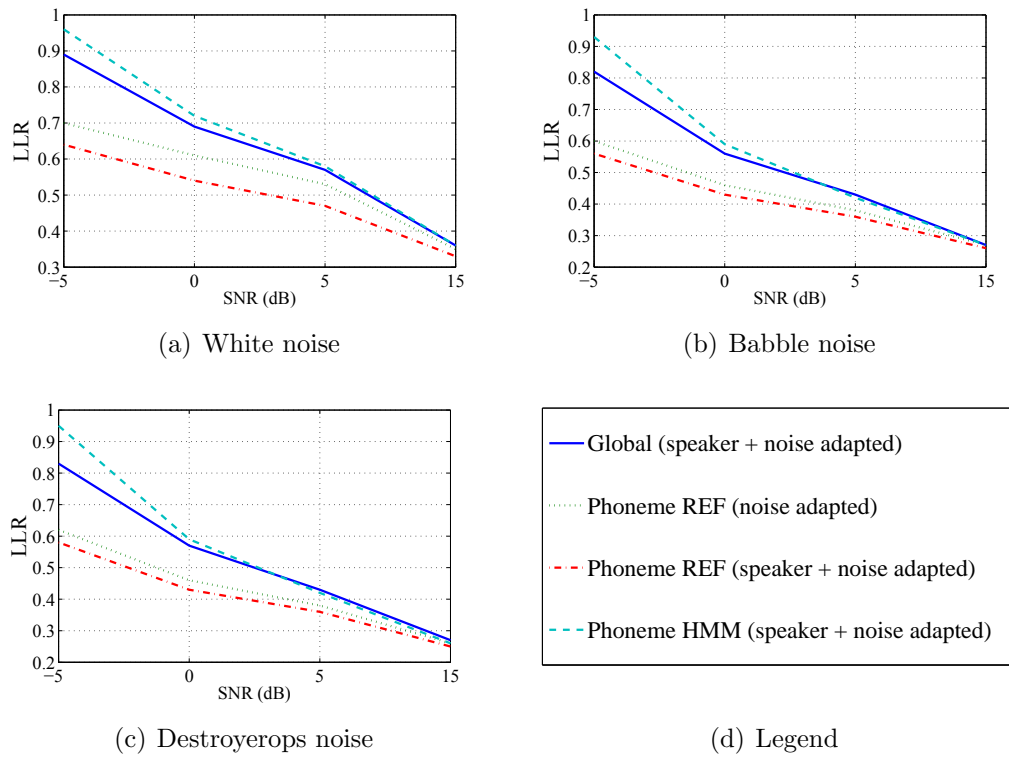 1
0.9
0.8
0.7
0.6
0.5
0.4
0.3
LLR
−5
0
5
15
SNR (dB)
(a) White noise
1
0.9
0.8
0.7
0.6
0.5
0.4
0.3
0.2
LLR
−5
0
5
15
SNR (dB)
(b) Babble noise
1
0.9
0.8
0.7
0.6
0.5
0.4
0.3
0.2
LLR
−5
0
5
15
SNR (dB)
(c) Destroyerops noise
Global (speaker + noise adapted)
Phoneme REF (noise adapted)
Phoneme REF (speaker + noise adapted)
Phoneme HMM (speaker + noise adapted)
(d) Legend